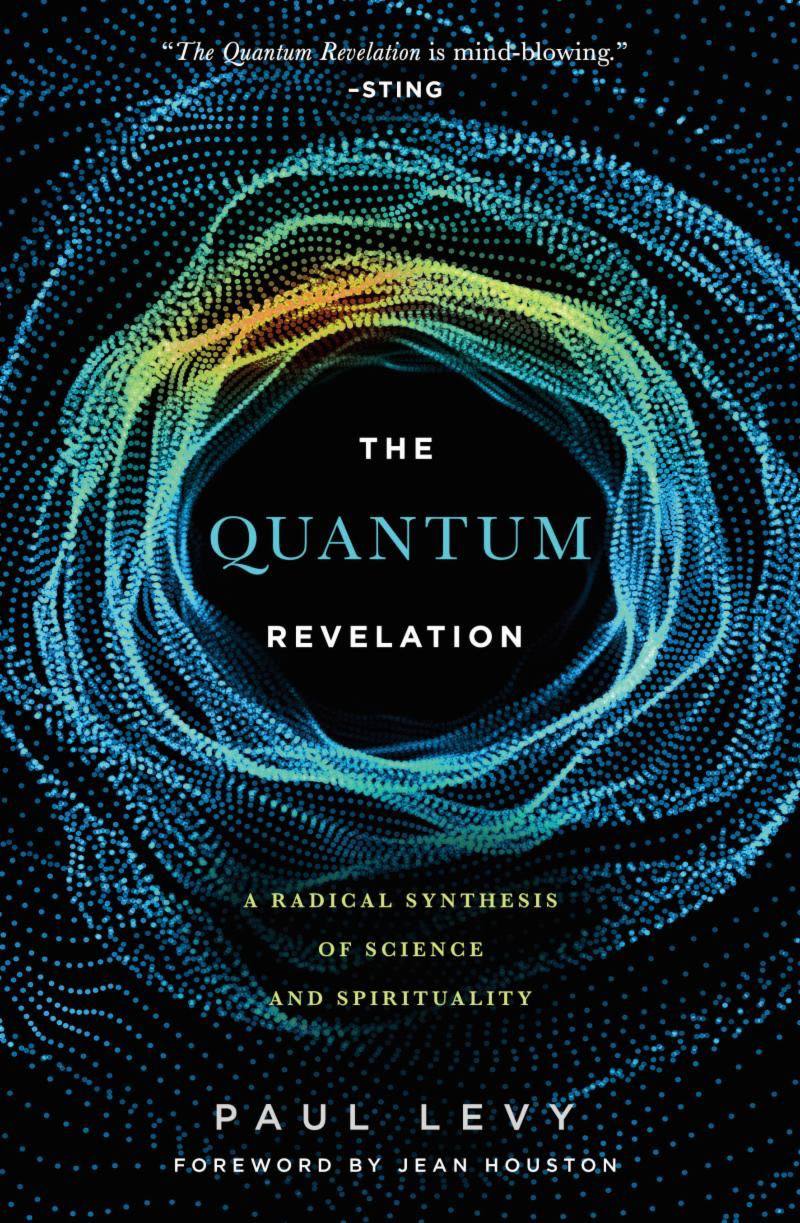 “The Quantum Revelation is mind-blowing.”
–STING
THE
QUANTUM
REVELATION
A RADICAL SYNTHESIS
OF SCIENCE
AND SPIRITUALITY
PAUL LEVY
FOREWORD BY JEAN HOUSTON